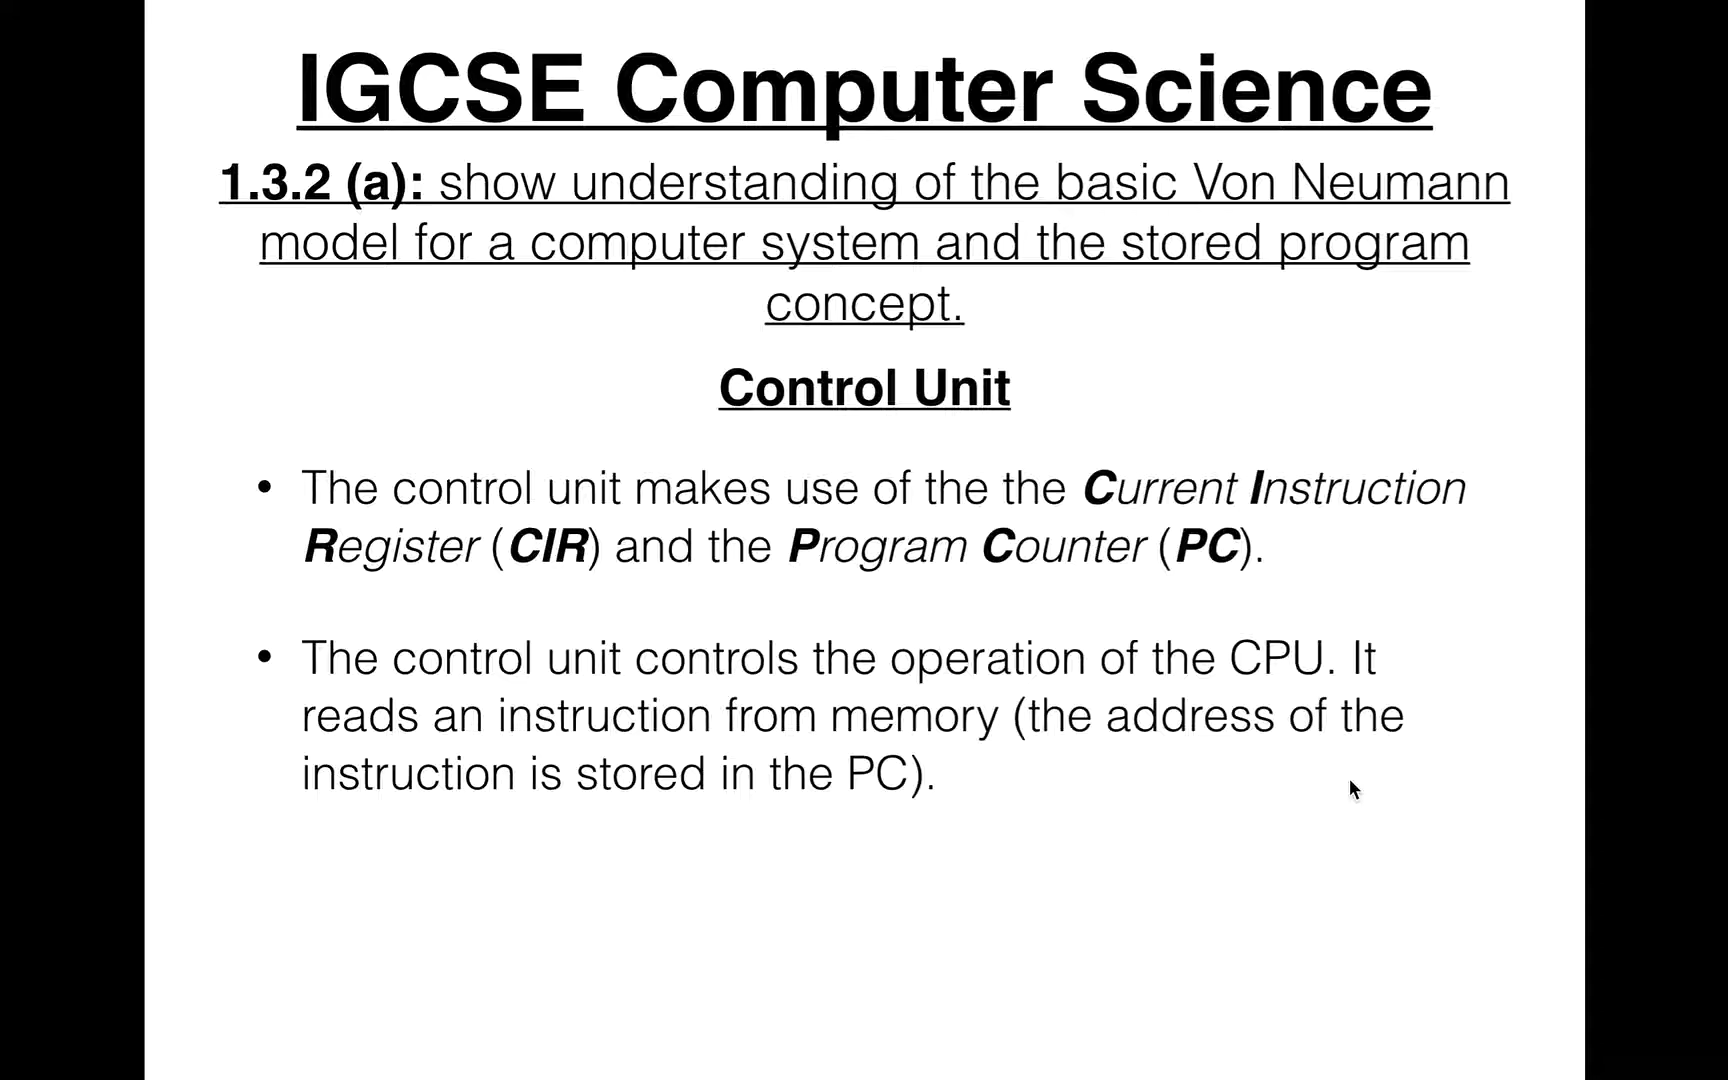 IGCSE Computer Science
1.3.2 (a): show understanding of the basic Von Neumann
model for a computer system and the stored program
concept.
Control Unit
• The control unit makes use of the the Current Instruction
Register (CIR) and the Program Counter (PC).
• The control unit controls the operation of the CPU. It
reads an instruction from memory (the address of the
instruction is stored in the PC).